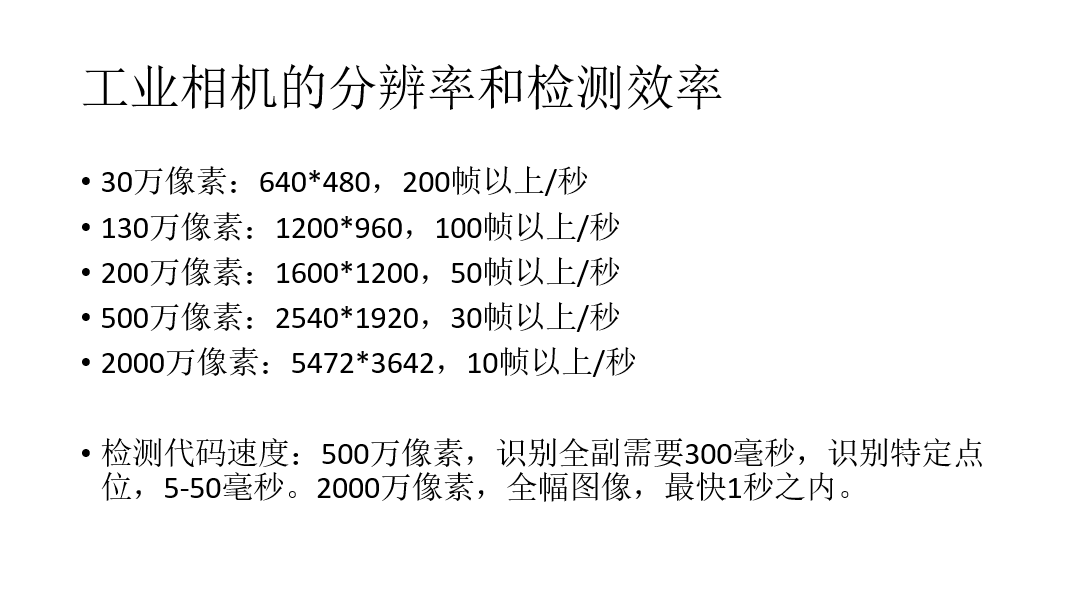 工业相机的分辨率和检测效率
• 30万像素：640*480，200帧以上/秒
• 130万像素：1200*960，100帧以上/秒
• 200万像素：1600*1200，50帧以上/秒
• 500万像素：2540*1920，30帧以上/秒
• 2000万像素：5472*3642，10帧以上/秒
• 检测代码速度：500万像素，识别全副需要300毫秒，识别特定点
位，5-50毫秒。2000万像素，全幅图像，最快1秒之内。